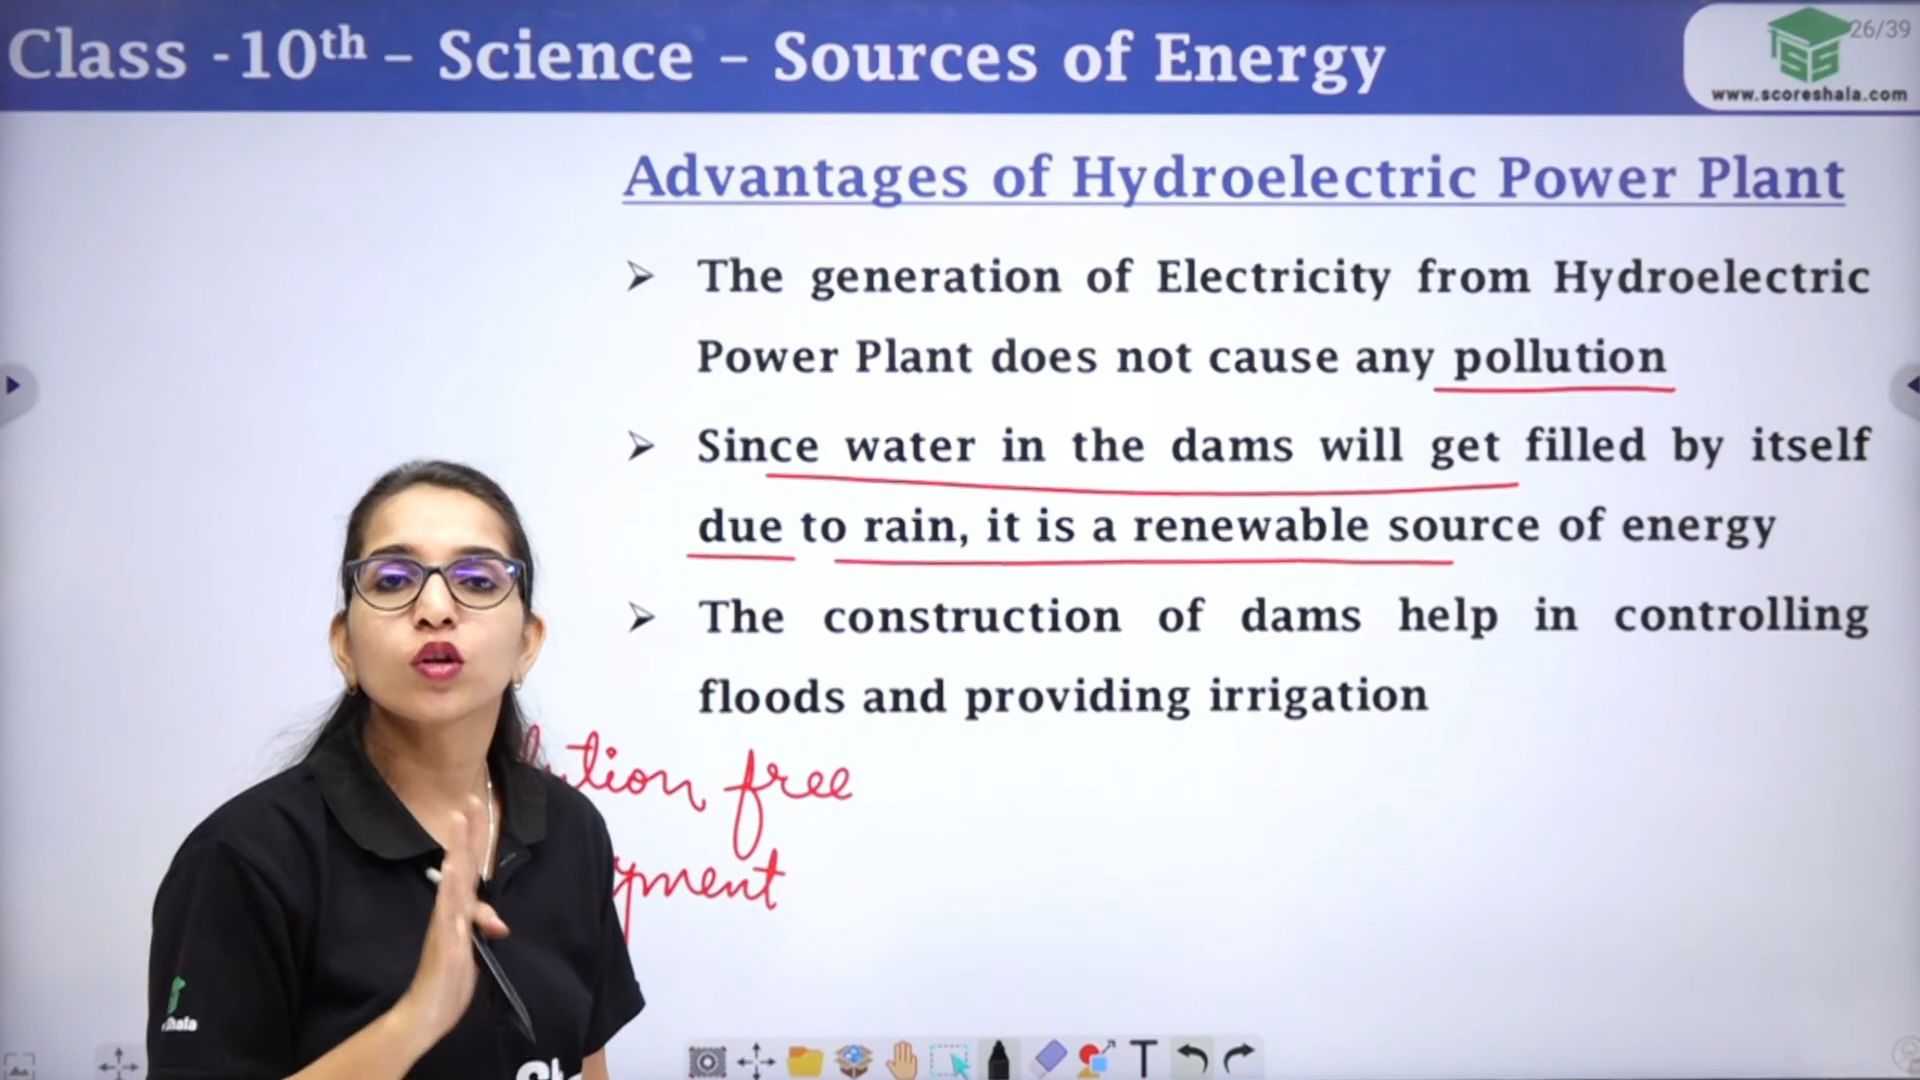 Class -10th – Science – Sources of Energy
26/39
www.scoreshala.com
Advantages of Hydroelectric Power Plant
➢ The generation of Electricity from Hydroelectric
Power Plant does not cause any pollution
➢ Since water in the dams will get filled by itself
due to rain, it is a renewable source of energy
➢ The construction of dams help in controlling
floods and providing irrigation
free